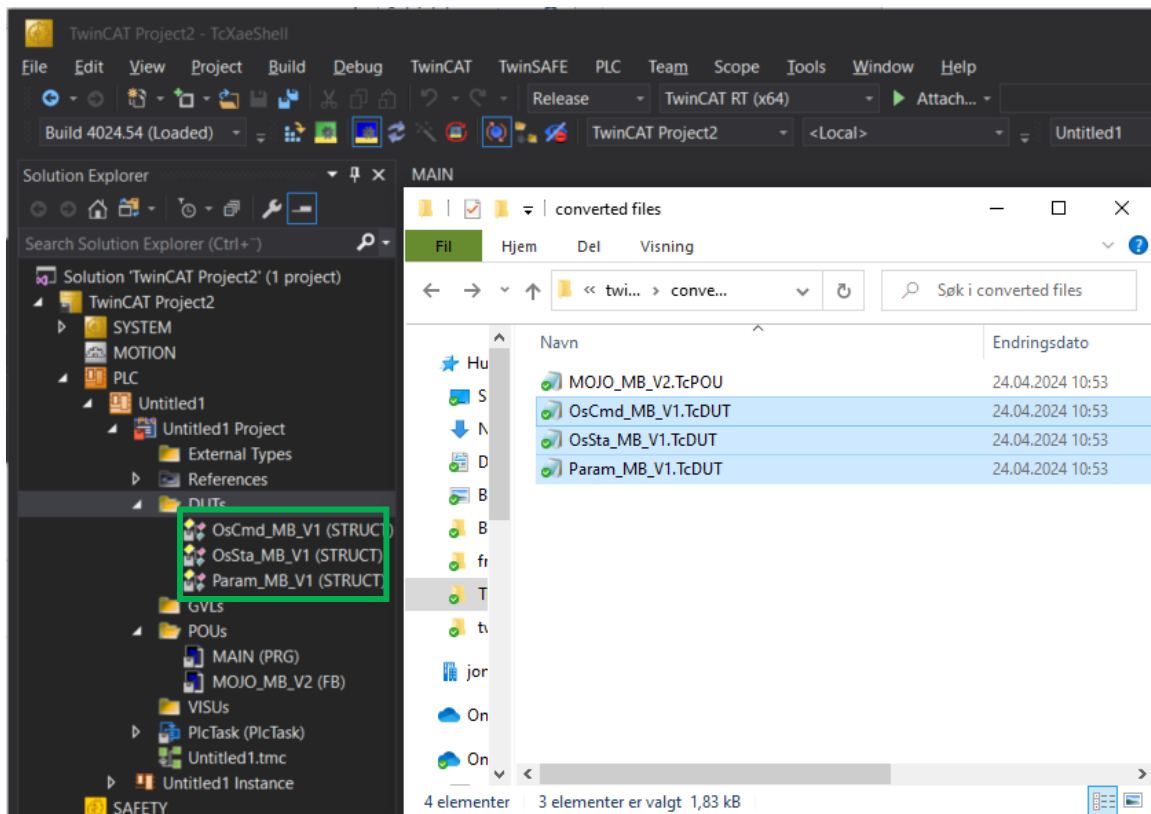 TwinCAT Project2 - TcXaeShell
File Edit View Project Build Debug TwinCAT TwinSAFE PLC Team Scope Tools Window Help
Release TwinCAT RT (x64) Attach...
Build 4024.54 (Loaded) TwinCAT Project2 <Local> Untitled1
Solution Explorer
MAIN
Search Solution Explorer (Ctrl+¨)
Solution 'TwinCAT Project2' (1 project)
TwinCAT Project2
SYSTEM
MOTION
PLC
Untitled1
Untitled1 Project
External Types
References
DUTs
OsCmd_MB_V1 (STRUCT)
OsSta_MB_V1 (STRUCT)
Param_MB_V1 (STRUCT)
GVLs
POUs
MAIN (PRG)
MOJO_MB_V2 (FB)
VISUs
PlcTask (PlcTask)
Untitled1.tmc
Untitled1 Instance
SAFETY
converted files
Fil Hjem Del Visning
« twi... › conve...
Søk i converted files
Navn Endringsdato
MOJO_MB_V2.TcPOU 24.04.2024 10:53
OsCmd_MB_V1.TcDUT 24.04.2024 10:53
OsSta_MB_V1.TcDUT 24.04.2024 10:53
Param_MB_V1.TcDUT 24.04.2024 10:53
Hu
S
N
D
B
B
fr
T
jor
On
On
4 elementer 3 elementer er valgt 1,83 kB